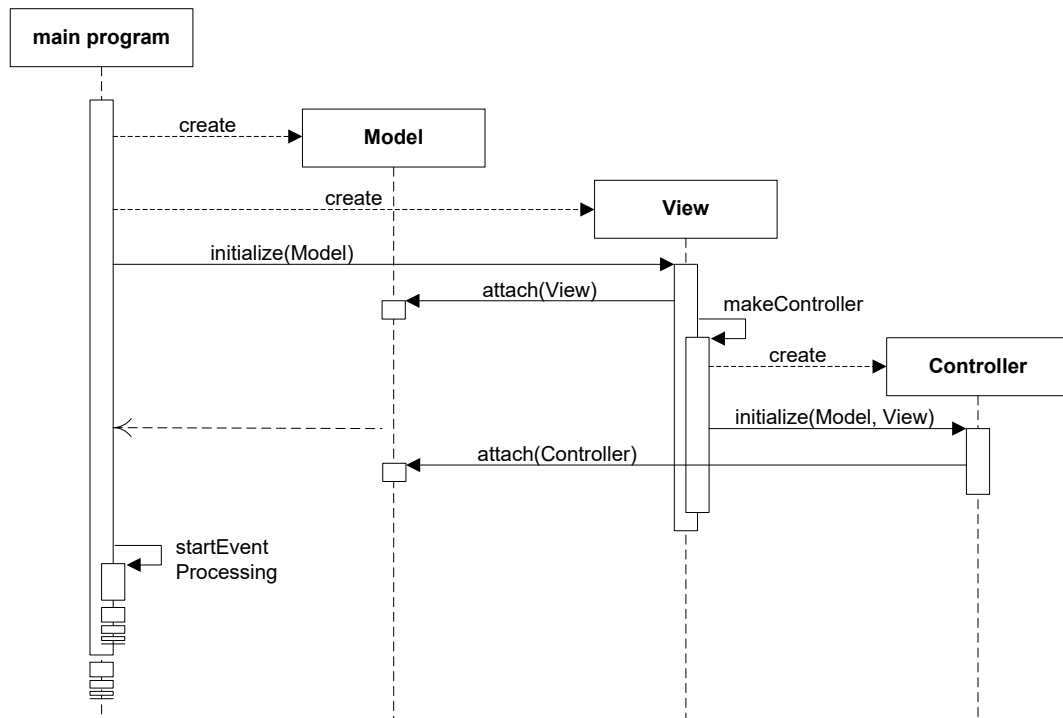 main program
create
Model
create
View
initialize(Model)
attach(View)
makeController
create
Controller
initialize(Model, View)
attach(Controller)
startEvent
Processing